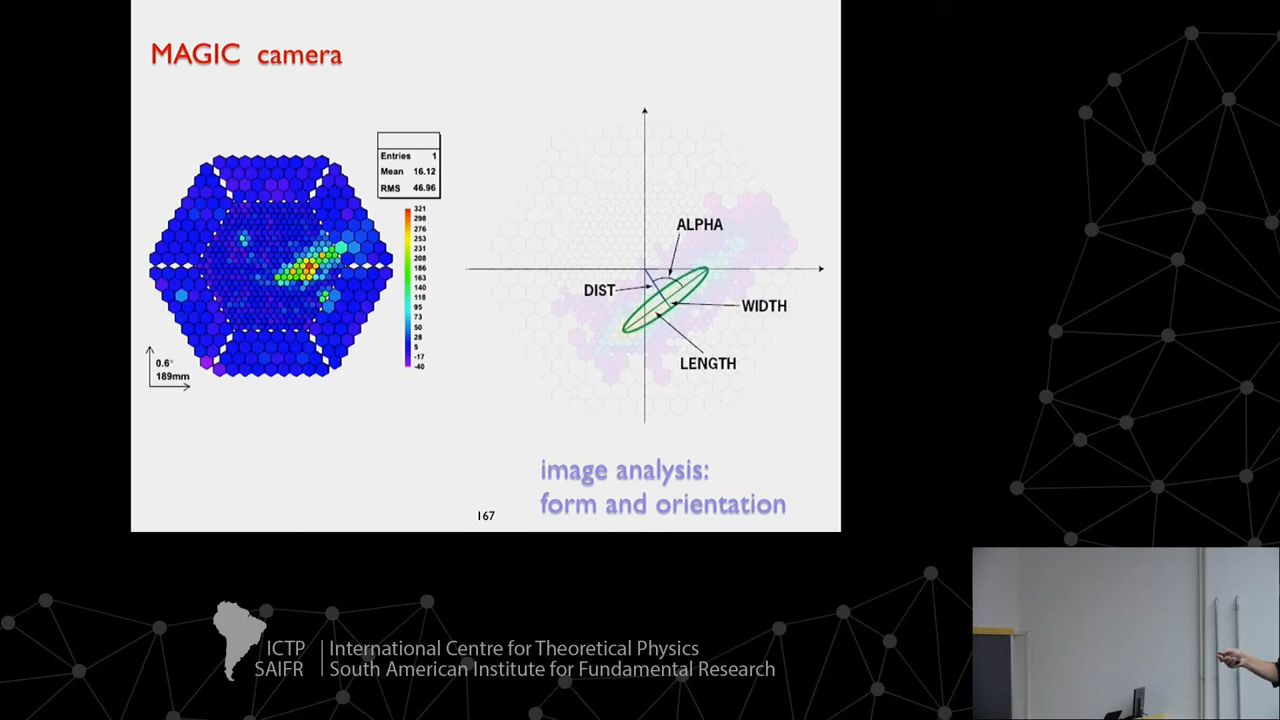 MAGIC camera
Entries 1
Mean 16.12
RMS 46.96
321
298
276
253
231
208
186
163
140
118
95
73
50
28
5
-17
-40
0.6°
189mm
ALPHA
DIST
WIDTH
LENGTH
image analysis:
form and orientation
167
ICTP International Centre for Theoretical Physics
SAIFR South American Institute for Fundamental Research